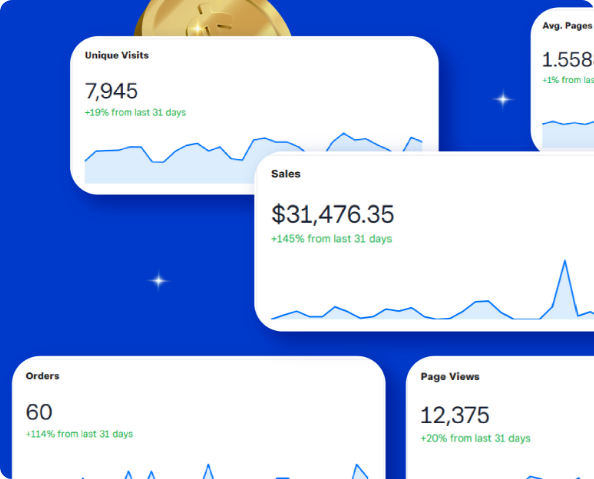 Unique Visits
7,945
+19% from last 31 days
Avg. Pages
1.558
+1% from las
Sales
$31,476.35
+145% from last 31 days
Orders
60
+114% from last 31 days
Page Views
12,375
+20% from last 31 days